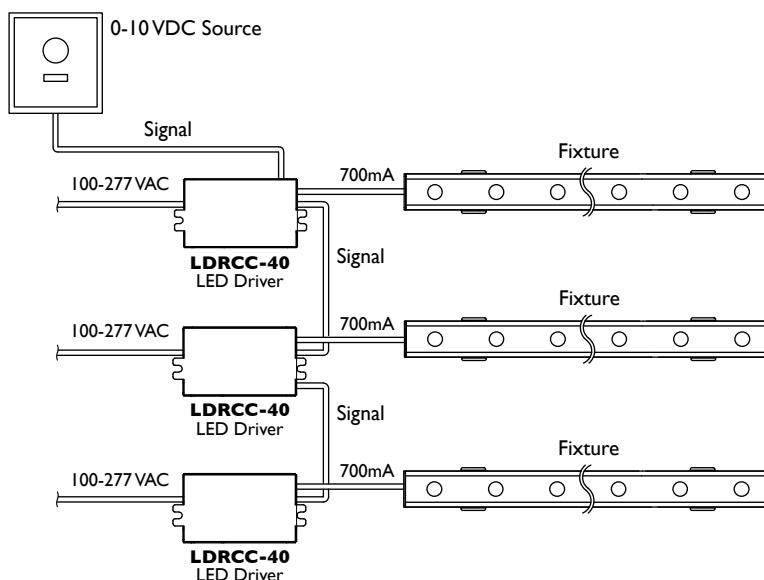 0-10 VDC Source
Signal
100-277 VAC
700mA
Fixture
LDRCC-40
LED Driver
Signal
100-277 VAC
700mA
Fixture
LDRCC-40
LED Driver
Signal
100-277 VAC
700mA
Fixture
LDRCC-40
LED Driver